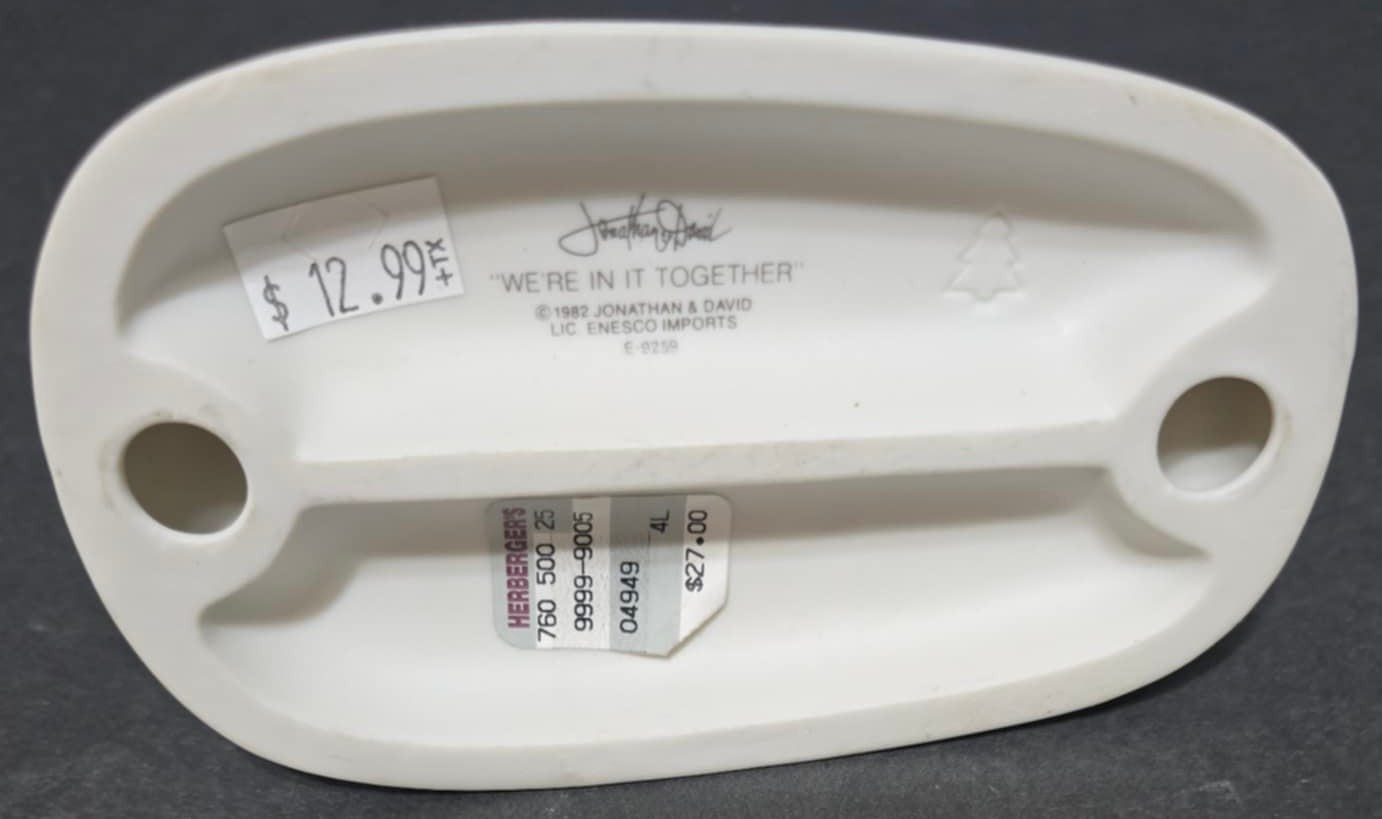 $ 12.99 +TX
Jonathan & David
"WE'RE IN IT TOGETHER"
©1982 JONATHAN & DAVID
LIC. ENESCO IMPORTS
E-9259
HERBERGER'S
760 500 25
9999-9005
04949 4L
$27.00